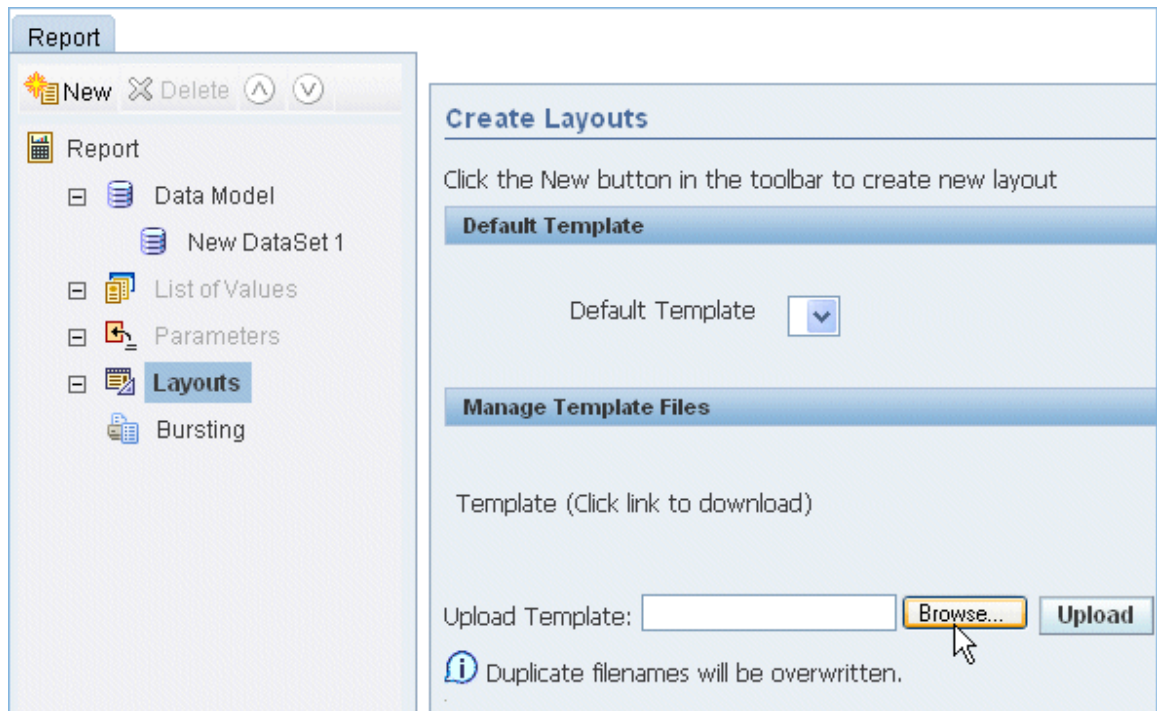 Report
New Delete
Report
Data Model
New DataSet 1
List of Values
Parameters
Layouts
Bursting
Create Layouts
Click the New button in the toolbar to create new layout
Default Template
Default Template
Manage Template Files
Template (Click link to download)
Upload Template: Browse... Upload
Duplicate filenames will be overwritten.